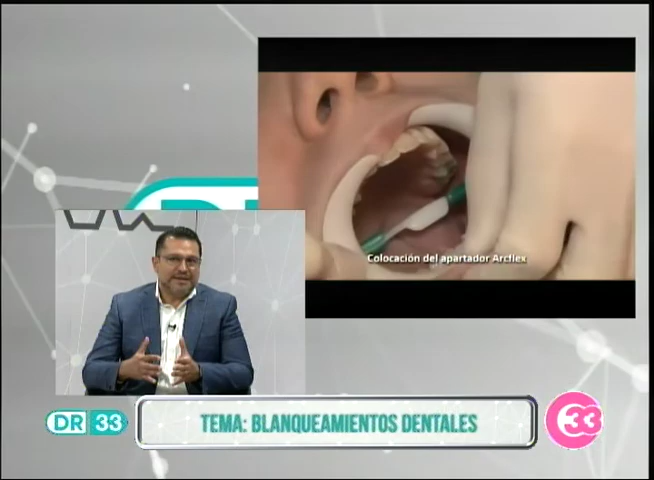 Colocación del apartador Arcflex
DR 33
TEMA: BLANQUEAMIENTOS DENTALES
33